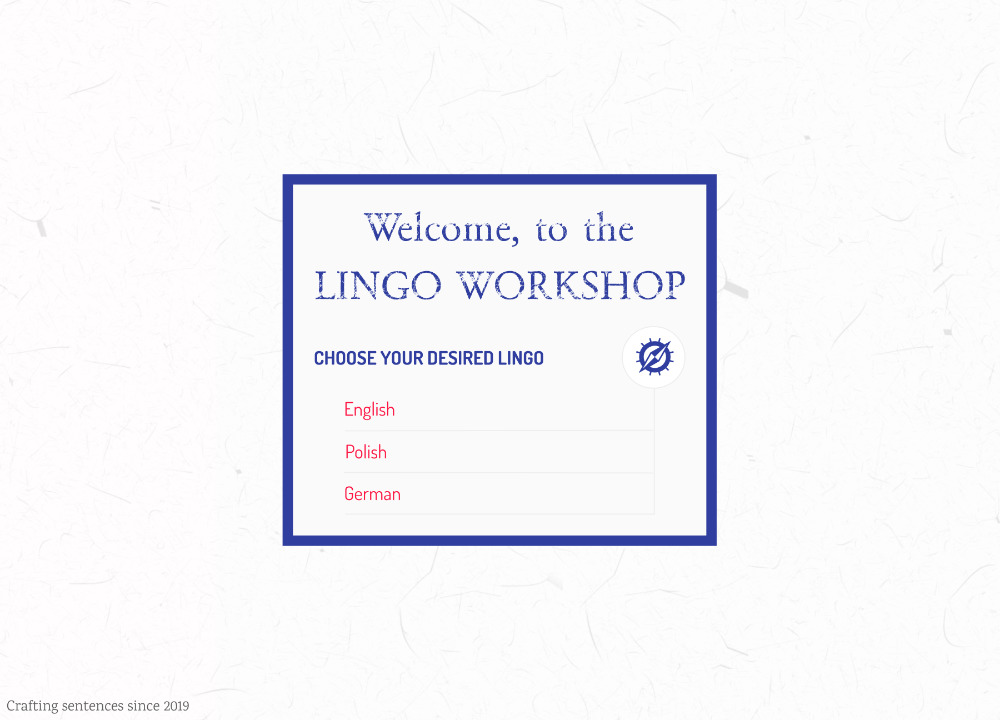 Welcome, to the
LINGO WORKSHOP
CHOOSE YOUR DESIRED LINGO
English
Polish
German
Crafting sentences since 2019